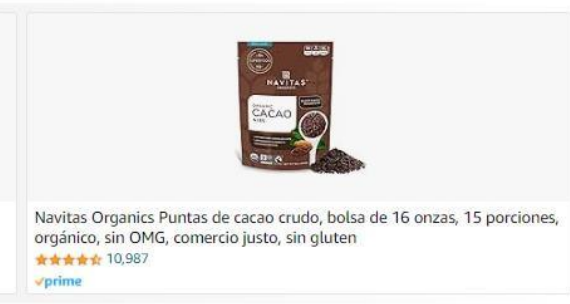 NAVITAS
ORGANICS
ORGANIC
CACAO
NIBS
Navitas Organics Puntas de cacao crudo, bolsa de 16 onzas, 15 porciones,
orgánico, sin OMG, comercio justo, sin gluten
10,987
prime